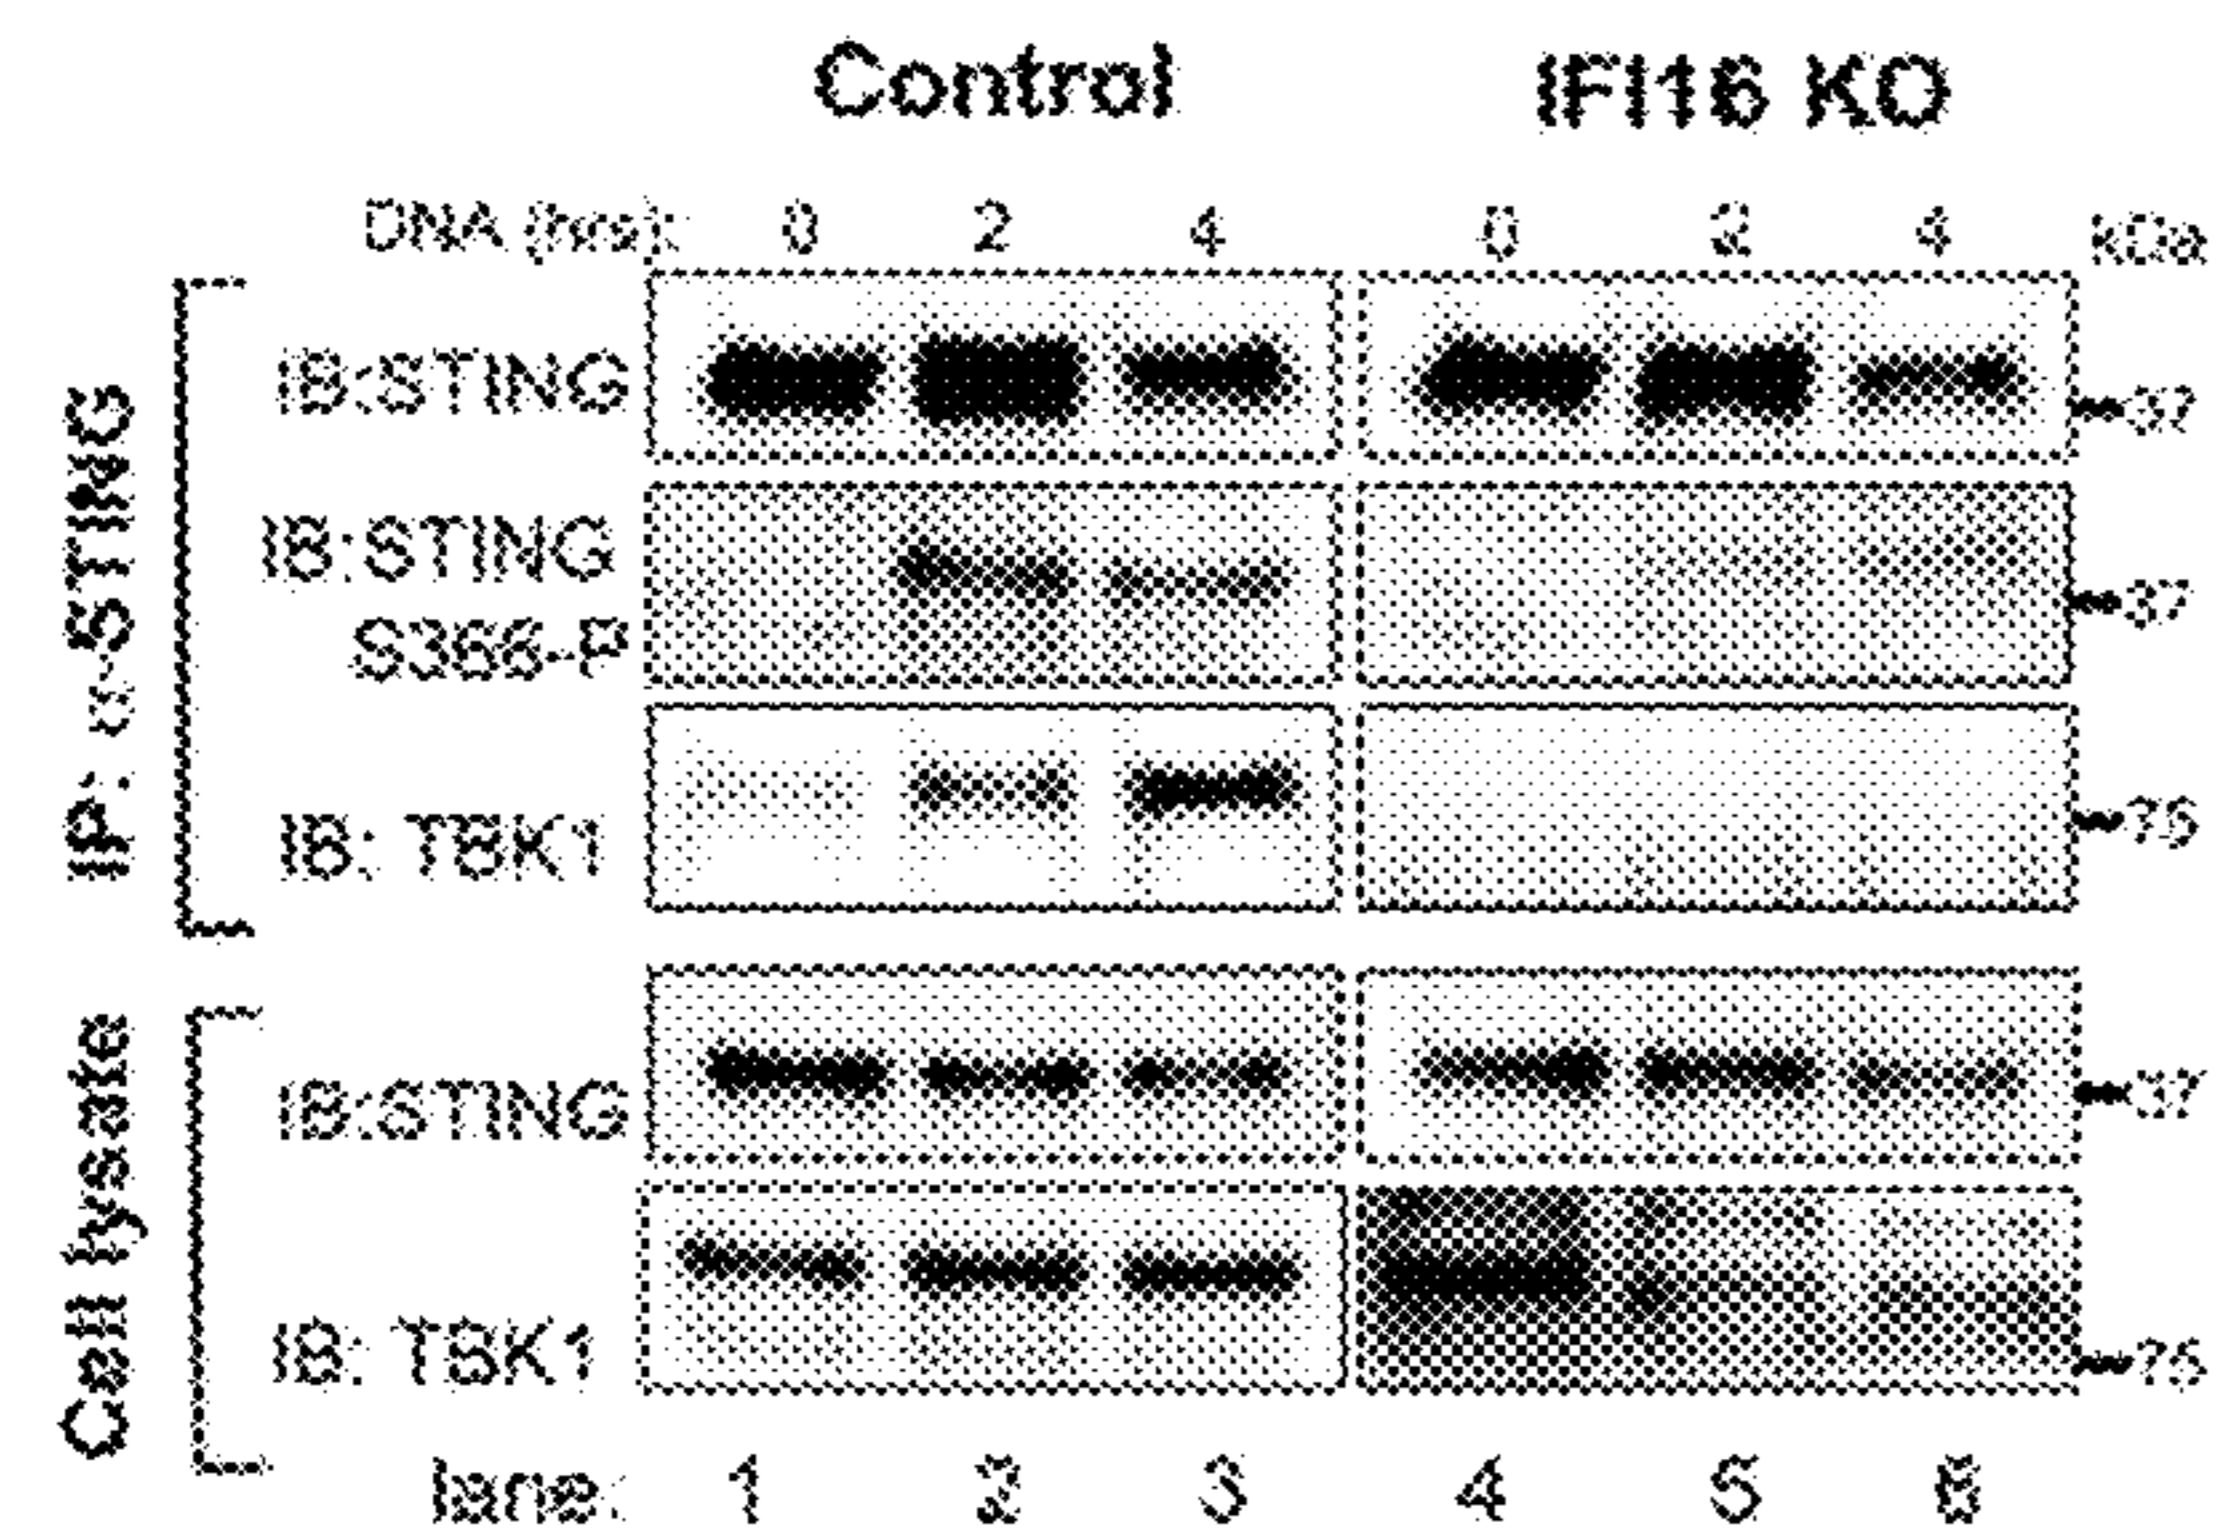 Control IFI16 KO
DNA (hrs): 0 2 4 0 2 4 kDa
IP: α-STING
IB:STING
37
IB:STING
S366-P
37
IB: TBK1
75
Cell lysate
IB:STING
37
IB: TBK1
75
lane: 1 2 3 4 5 6